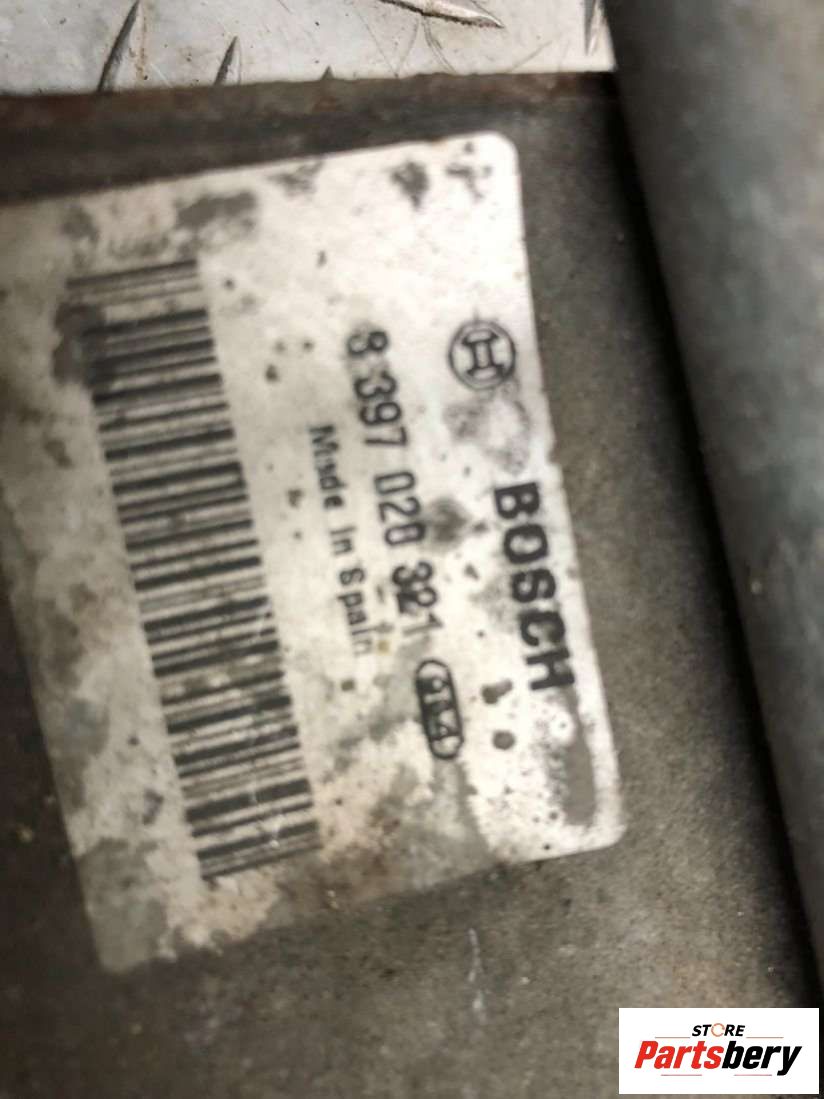 BOSCH
3 397 020 321
Made in Spain
STORE
Partsbery